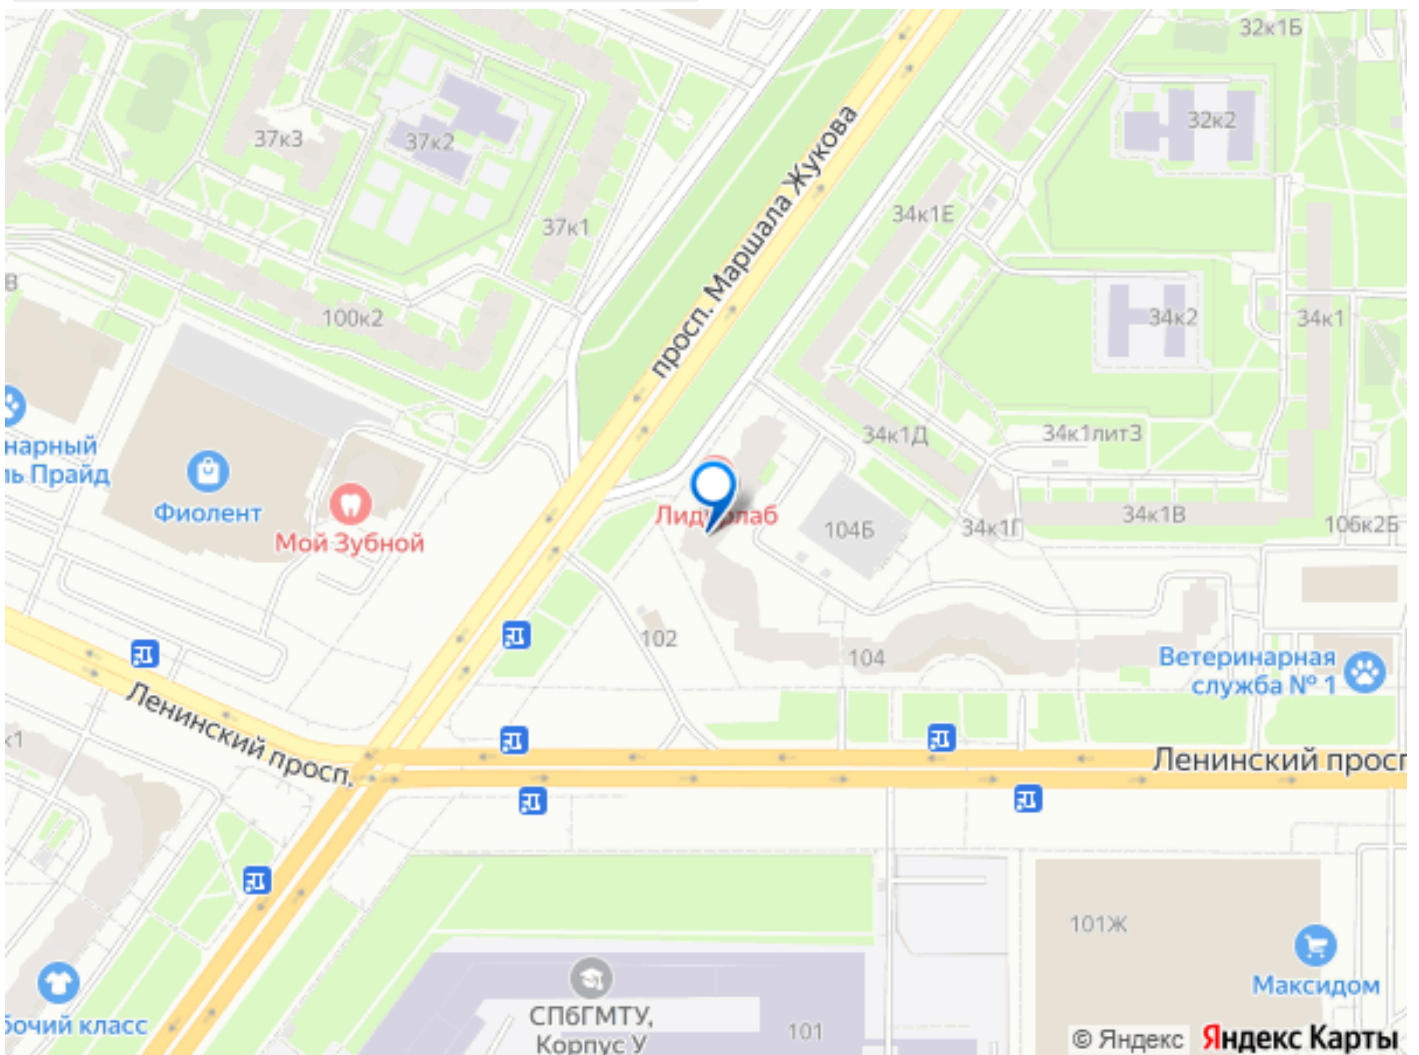 32к1Б
32к2
37к3
37к2
просп. Маршала Жукова
34к1Е
37к1
В
100к2
34к2
34к1
34к1Д
34к1лит3
нарный
ль Прайд
Фиолент
Мой Зубной
Лидерлаб
104Б
34к1Г
34к1В
106к2Б
102
104
Ветеринарная
служба № 1
Ленинский просп.
к1
Ленинский просп
101Ж
Максидом
СПбГМТУ,
Корпус У
101
бочий класс
© Яндекс Яндекс Карты